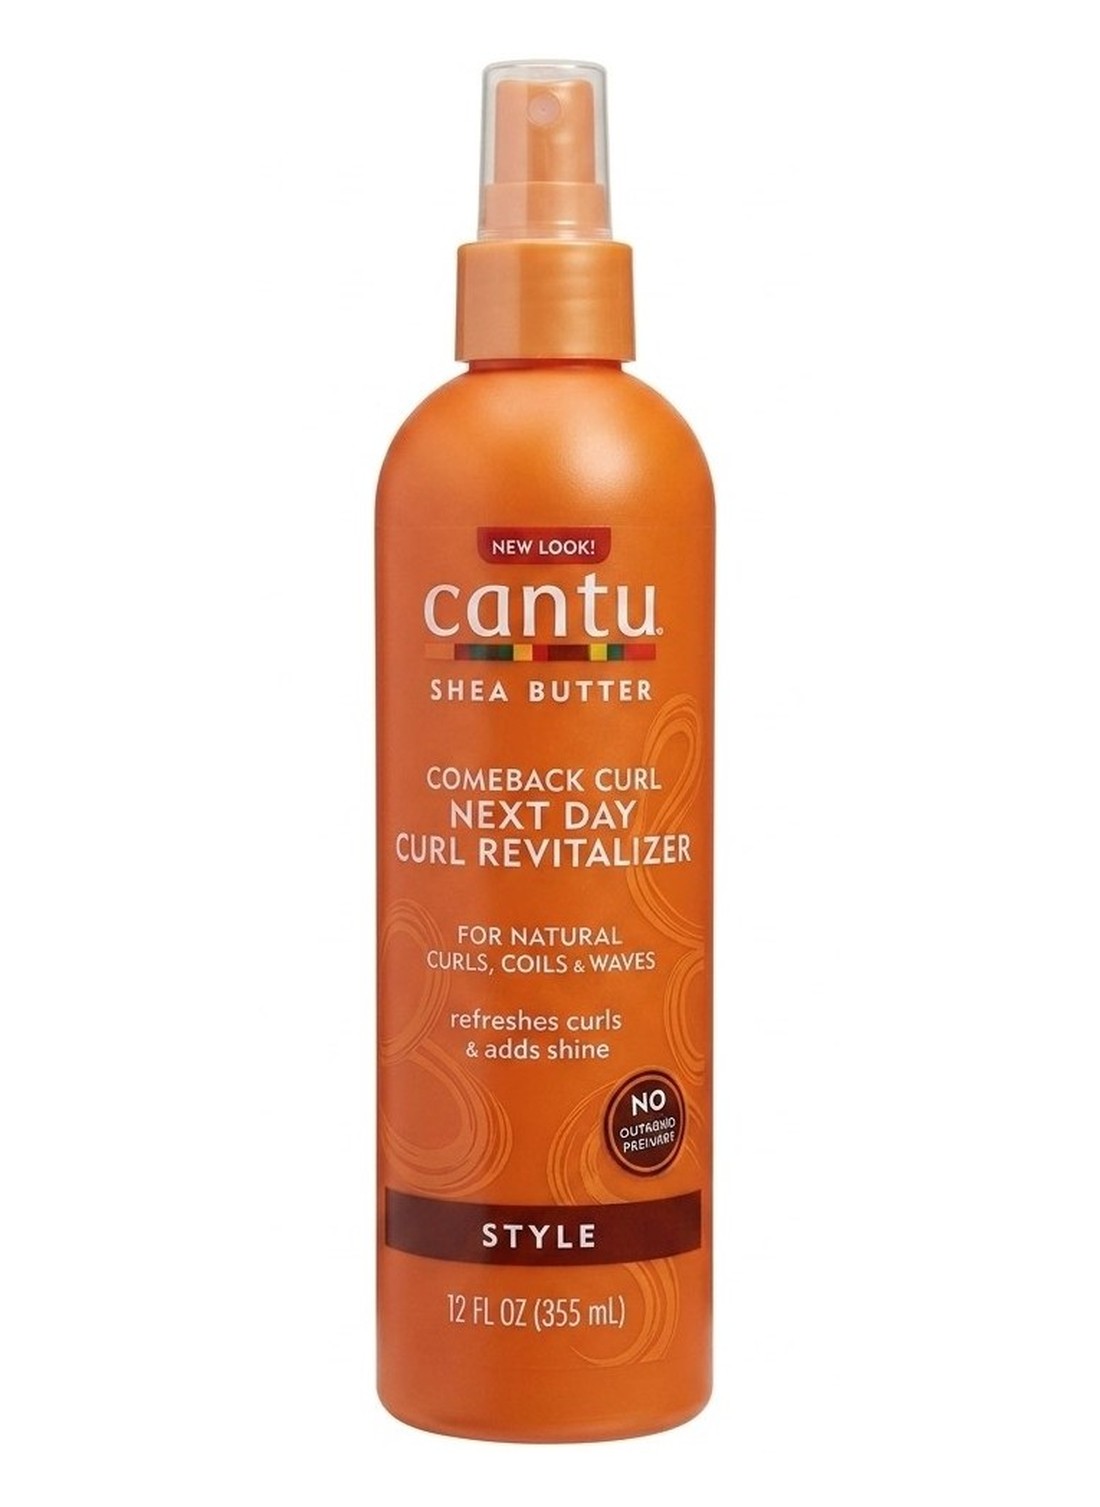 NEW LOOK!
cantu
SHEA BUTTER
COMEBACK CURL
NEXT DAY
CURL REVITALIZER
FOR NATURAL
CURLS, COILS & WAVES
refreshes curls
& adds shine
NO
STYLE
12 FL OZ (355 mL)